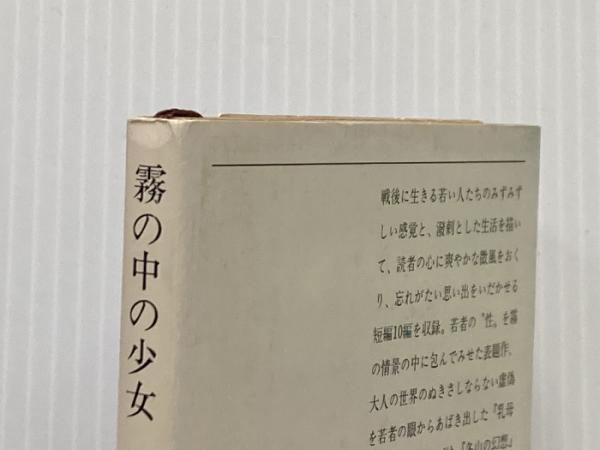 霧の中の少女
戦後に生きる若い人たちのみずみず
しい感覚と、溌剌とした生活を描い
て、読者の心に爽やかな微風をおく
り、忘れがたい思い出をいだかせる
短編10編を収録。若者の〝性〟を霧
の情景の中に包んでみせた表題作、
大人の世界のぬきさしならない虚偽
を若者の眼からあばき出した『乳母
『冬山の幻想』